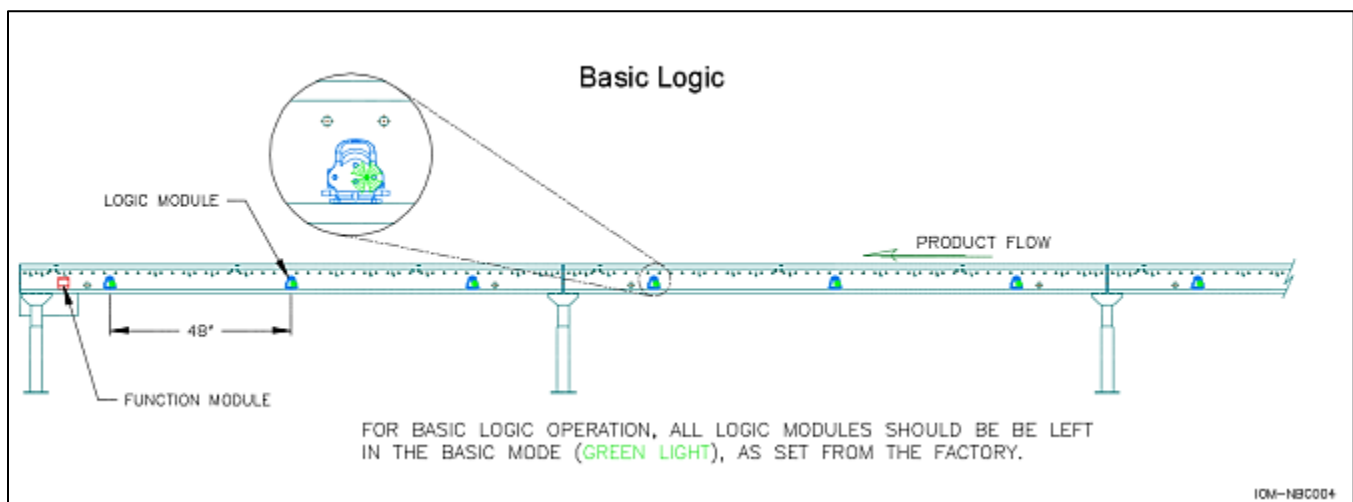 Basic Logic
LOGIC MODULE
PRODUCT FLOW
48"
FUNCTION MODULE
FOR BASIC LOGIC OPERATION, ALL LOGIC MODULES SHOULD BE BE LEFT
IN THE BASIC MODE (GREEN LIGHT), AS SET FROM THE FACTORY.
IOM-NBC004